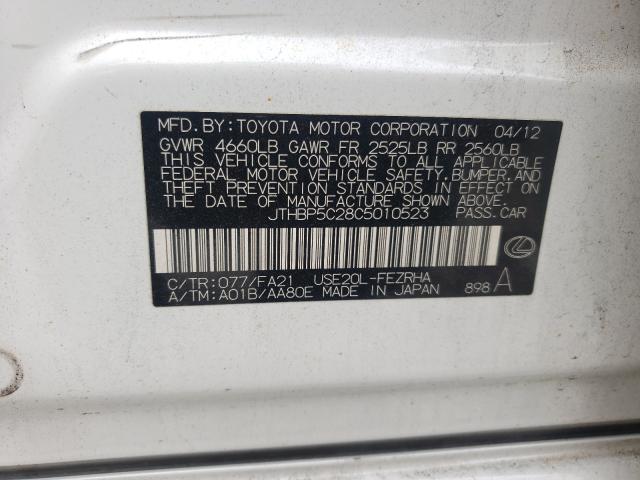 MFD.BY:TOYOTA MOTOR CORPORATION 04/12
GVWR 4660LB GAWR FR 2525LB RR 2560LB
THIS VEHICLE CONFORMS TO ALL APPLICABLE
FEDERAL MOTOR VEHICLE SAFETY,BUMPER,AND
THEFT PREVENTION STANDARDS IN EFFECT ON
THE DATE OF MANUFACTURE SHOWN ABOVE.
JTHBP5C28C5010523 PASS.CAR
C/TR:077/FA21 USE20L-FEZRHA
A/TM:A01B/AA80E MADE IN JAPAN 898 A